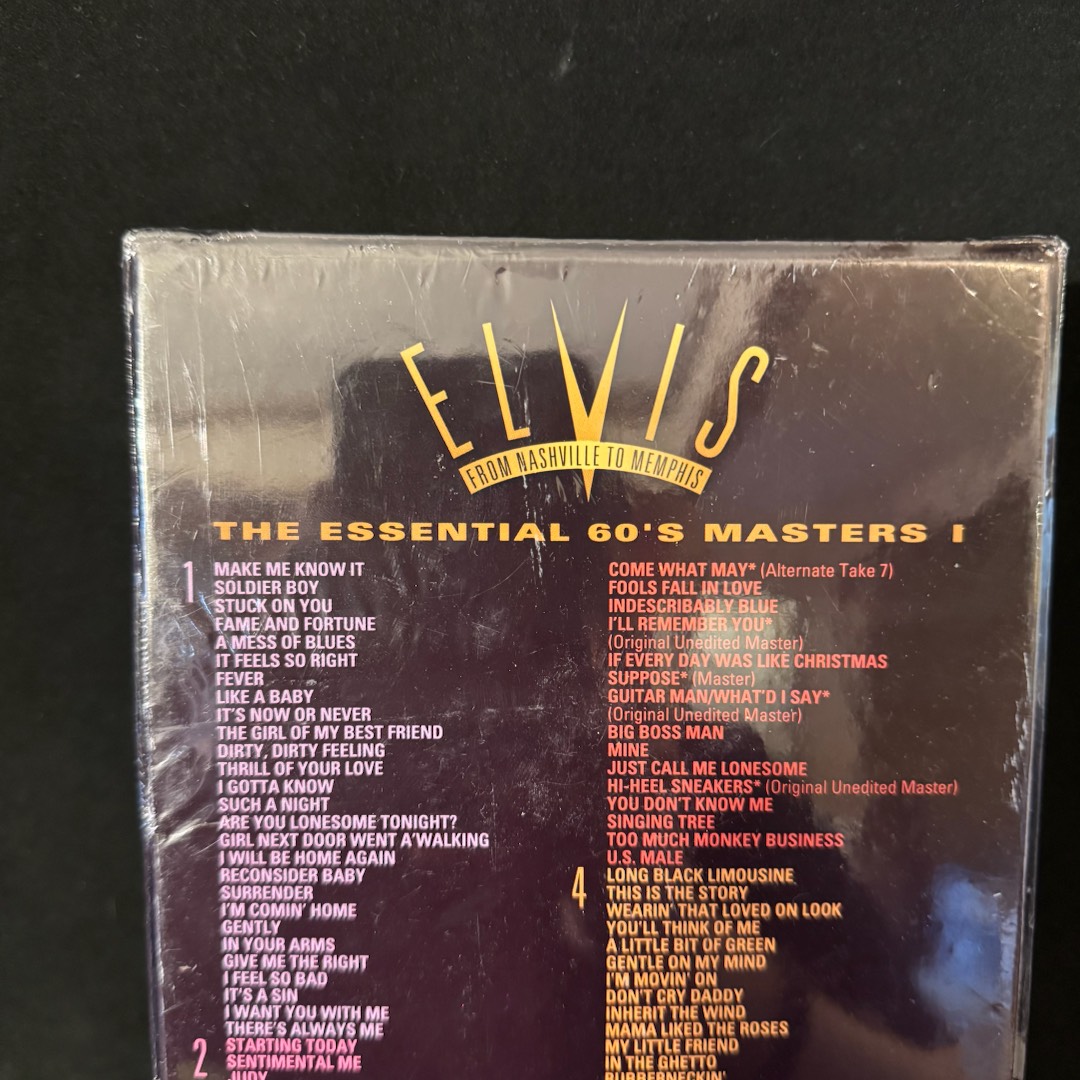 ELVIS
FROM NASHVILLE TO MEMPHIS
THE ESSENTIAL 60'S MASTERS I
1
MAKE ME KNOW IT
SOLDIER BOY
STUCK ON YOU
FAME AND FORTUNE
A MESS OF BLUES
IT FEELS SO RIGHT
FEVER
LIKE A BABY
IT'S NOW OR NEVER
THE GIRL OF MY BEST FRIEND
DIRTY, DIRTY FEELING
THRILL OF YOUR LOVE
I GOTTA KNOW
SUCH A NIGHT
ARE YOU LONESOME TONIGHT?
GIRL NEXT DOOR WENT A'WALKING
I WILL BE HOME AGAIN
RECONSIDER BABY
SURRENDER
I'M COMIN' HOME
GENTLY
IN YOUR ARMS
GIVE ME THE RIGHT
I FEEL SO BAD
IT'S A SIN
I WANT YOU WITH ME
THERE'S ALWAYS ME
2
STARTING TODAY
SENTIMENTAL ME
JUDY
COME WHAT MAY* (Alternate Take 7)
FOOLS FALL IN LOVE
INDESCRIBABLY BLUE
I'LL REMEMBER YOU*
(Original Unedited Master)
IF EVERY DAY WAS LIKE CHRISTMAS
SUPPOSE* (Master)
GUITAR MAN/WHAT'D I SAY*
(Original Unedited Master)
BIG BOSS MAN
MINE
JUST CALL ME LONESOME
HI-HEEL SNEAKERS* (Original Unedited Master)
YOU DON'T KNOW ME
SINGING TREE
TOO MUCH MONKEY BUSINESS
U.S. MALE
4
LONG BLACK LIMOUSINE
THIS IS THE STORY
WEARIN' THAT LOVED ON LOOK
YOU'LL THINK OF ME
A LITTLE BIT OF GREEN
GENTLE ON MY MIND
I'M MOVIN' ON
DON'T CRY DADDY
INHERIT THE WIND
MAMA LIKED THE ROSES
MY LITTLE FRIEND
IN THE GHETTO
RUBBERNECKIN'